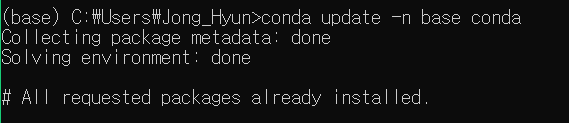 (base) C:₩Users₩Jong_Hyun>conda update -n base conda
Collecting package metadata: done
Solving environment: done
# All requested packages already installed.